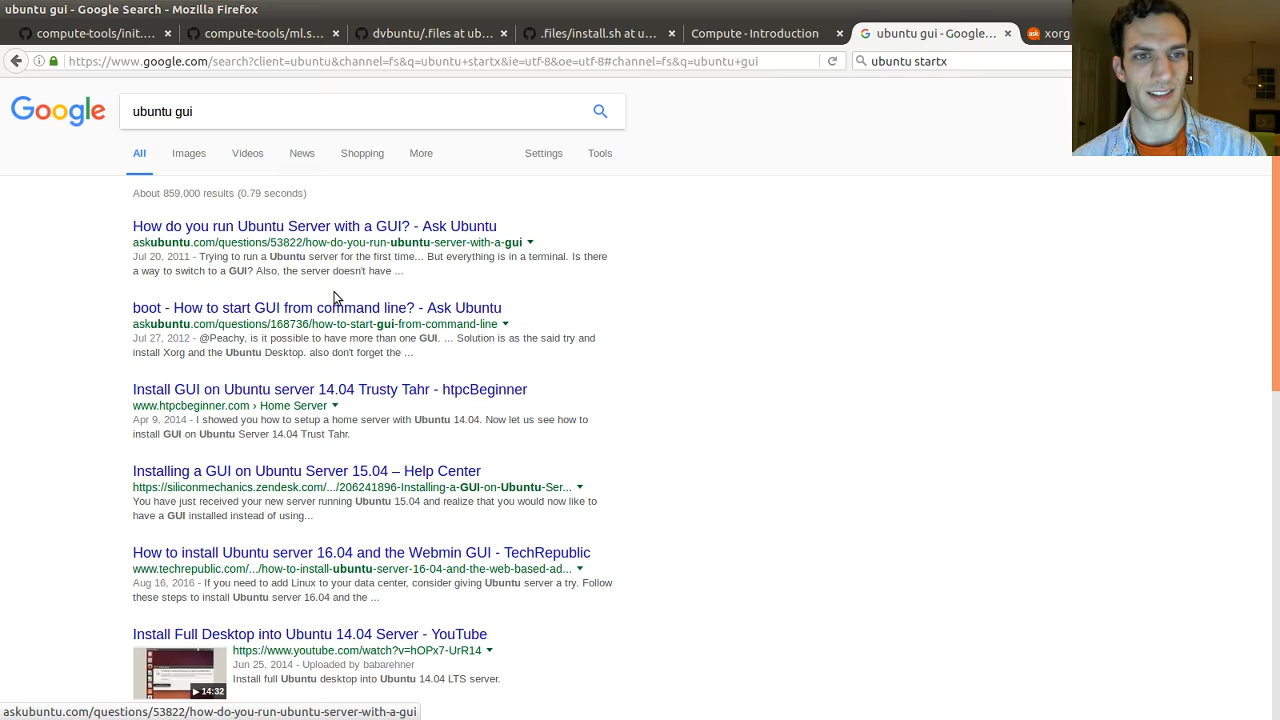 ubuntu gui - Google Search - Mozilla Firefox
compute-tools/init.... × compute-tools/ml.s... × dvbuntu/.files at ub... × .files/install.sh at u... × Compute - Introduction × ubuntu gui - Google... × ask xorg
https://www.google.com/search?client=ubuntu&channel=fs&q=ubuntu+startx&ie=utf-8&oe=utf-8#channel=fs&q=ubuntu+gui ubuntu startx
Google ubuntu gui
All Images Videos News Shopping More Settings Tools
About 859,000 results (0.79 seconds)
How do you run Ubuntu Server with a GUI? - Ask Ubuntu
askubuntu.com/questions/53822/how-do-you-run-ubuntu-server-with-a-gui
Jul 20, 2011 - Trying to run a Ubuntu server for the first time... But everything is in a terminal. Is there
a way to switch to a GUI? Also, the server doesn't have ...
boot - How to start GUI from command line? - Ask Ubuntu
askubuntu.com/questions/168736/how-to-start-gui-from-command-line
Jul 27, 2012 - @Peachy, is it possible to have more than one GUI. ... Solution is as the said try and
install Xorg and the Ubuntu Desktop. also don't forget the ...
Install GUI on Ubuntu server 14.04 Trusty Tahr - htpcBeginner
www.htpcbeginner.com › Home Server
Apr 9, 2014 - I showed you how to setup a home server with Ubuntu 14.04. Now let us see how to
install GUI on Ubuntu Server 14.04 Trust Tahr.
Installing a GUI on Ubuntu Server 15.04 – Help Center
https://siliconmechanics.zendesk.com/.../206241896-Installing-a-GUI-on-Ubuntu-Ser...
You have just received your new server running Ubuntu 15.04 and realize that you would now like to
have a GUI installed instead of using...
How to install Ubuntu server 16.04 and the Webmin GUI - TechRepublic
www.techrepublic.com/.../how-to-install-ubuntu-server-16-04-and-the-web-based-ad...
Aug 16, 2016 - If you need to add Linux to your data center, consider giving Ubuntu server a try. Follow
these steps to install Ubuntu server 16.04 and the ...
Install Full Desktop into Ubuntu 14.04 Server - YouTube
https://www.youtube.com/watch?v=hOPx7-UrR14
Jun 25, 2014 - Uploaded by babarehner
Install full Ubuntu desktop into Ubuntu 14.04 LTS server.
14:32
askubuntu.com/questions/53822/how-do-you-run-ubuntu-server-with-a-gui